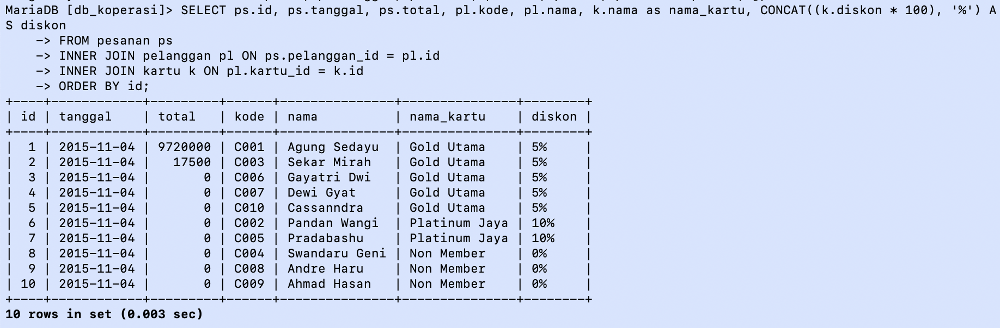 MariaDB [db_koperasi]> SELECT ps.id, ps.tanggal, ps.total, pl.kode, pl.nama, k.nama as nama_kartu, CONCAT((k.diskon * 100), '%') A
S diskon
    -> FROM pesanan ps
    -> INNER JOIN pelanggan pl ON ps.pelanggan_id = pl.id
    -> INNER JOIN kartu k ON pl.kartu_id = k.id
    -> ORDER BY id;
+----+------------+---------+------+---------------+---------------+--------+
| id | tanggal    | total   | kode | nama          | nama_kartu    | diskon |
+----+------------+---------+------+---------------+---------------+--------+
|  1 | 2015-11-04 | 9720000 | C001 | Agung Sedayu  | Gold Utama    | 5%     |
|  2 | 2015-11-04 |   17500 | C003 | Sekar Mirah   | Gold Utama    | 5%     |
|  3 | 2015-11-04 |       0 | C006 | Gayatri Dwi   | Gold Utama    | 5%     |
|  4 | 2015-11-04 |       0 | C007 | Dewi Gyat     | Gold Utama    | 5%     |
|  5 | 2015-11-04 |       0 | C010 | Cassanndra    | Gold Utama    | 5%     |
|  6 | 2015-11-04 |       0 | C002 | Pandan Wangi  | Platinum Jaya | 10%    |
|  7 | 2015-11-04 |       0 | C005 | Pradabashu    | Platinum Jaya | 10%    |
|  8 | 2015-11-04 |       0 | C004 | Swandaru Geni | Non Member    | 0%     |
|  9 | 2015-11-04 |       0 | C008 | Andre Haru    | Non Member    | 0%     |
| 10 | 2015-11-04 |       0 | C009 | Ahmad Hasan   | Non Member    | 0%     |
+----+------------+---------+------+---------------+---------------+--------+
10 rows in set (0.003 sec)